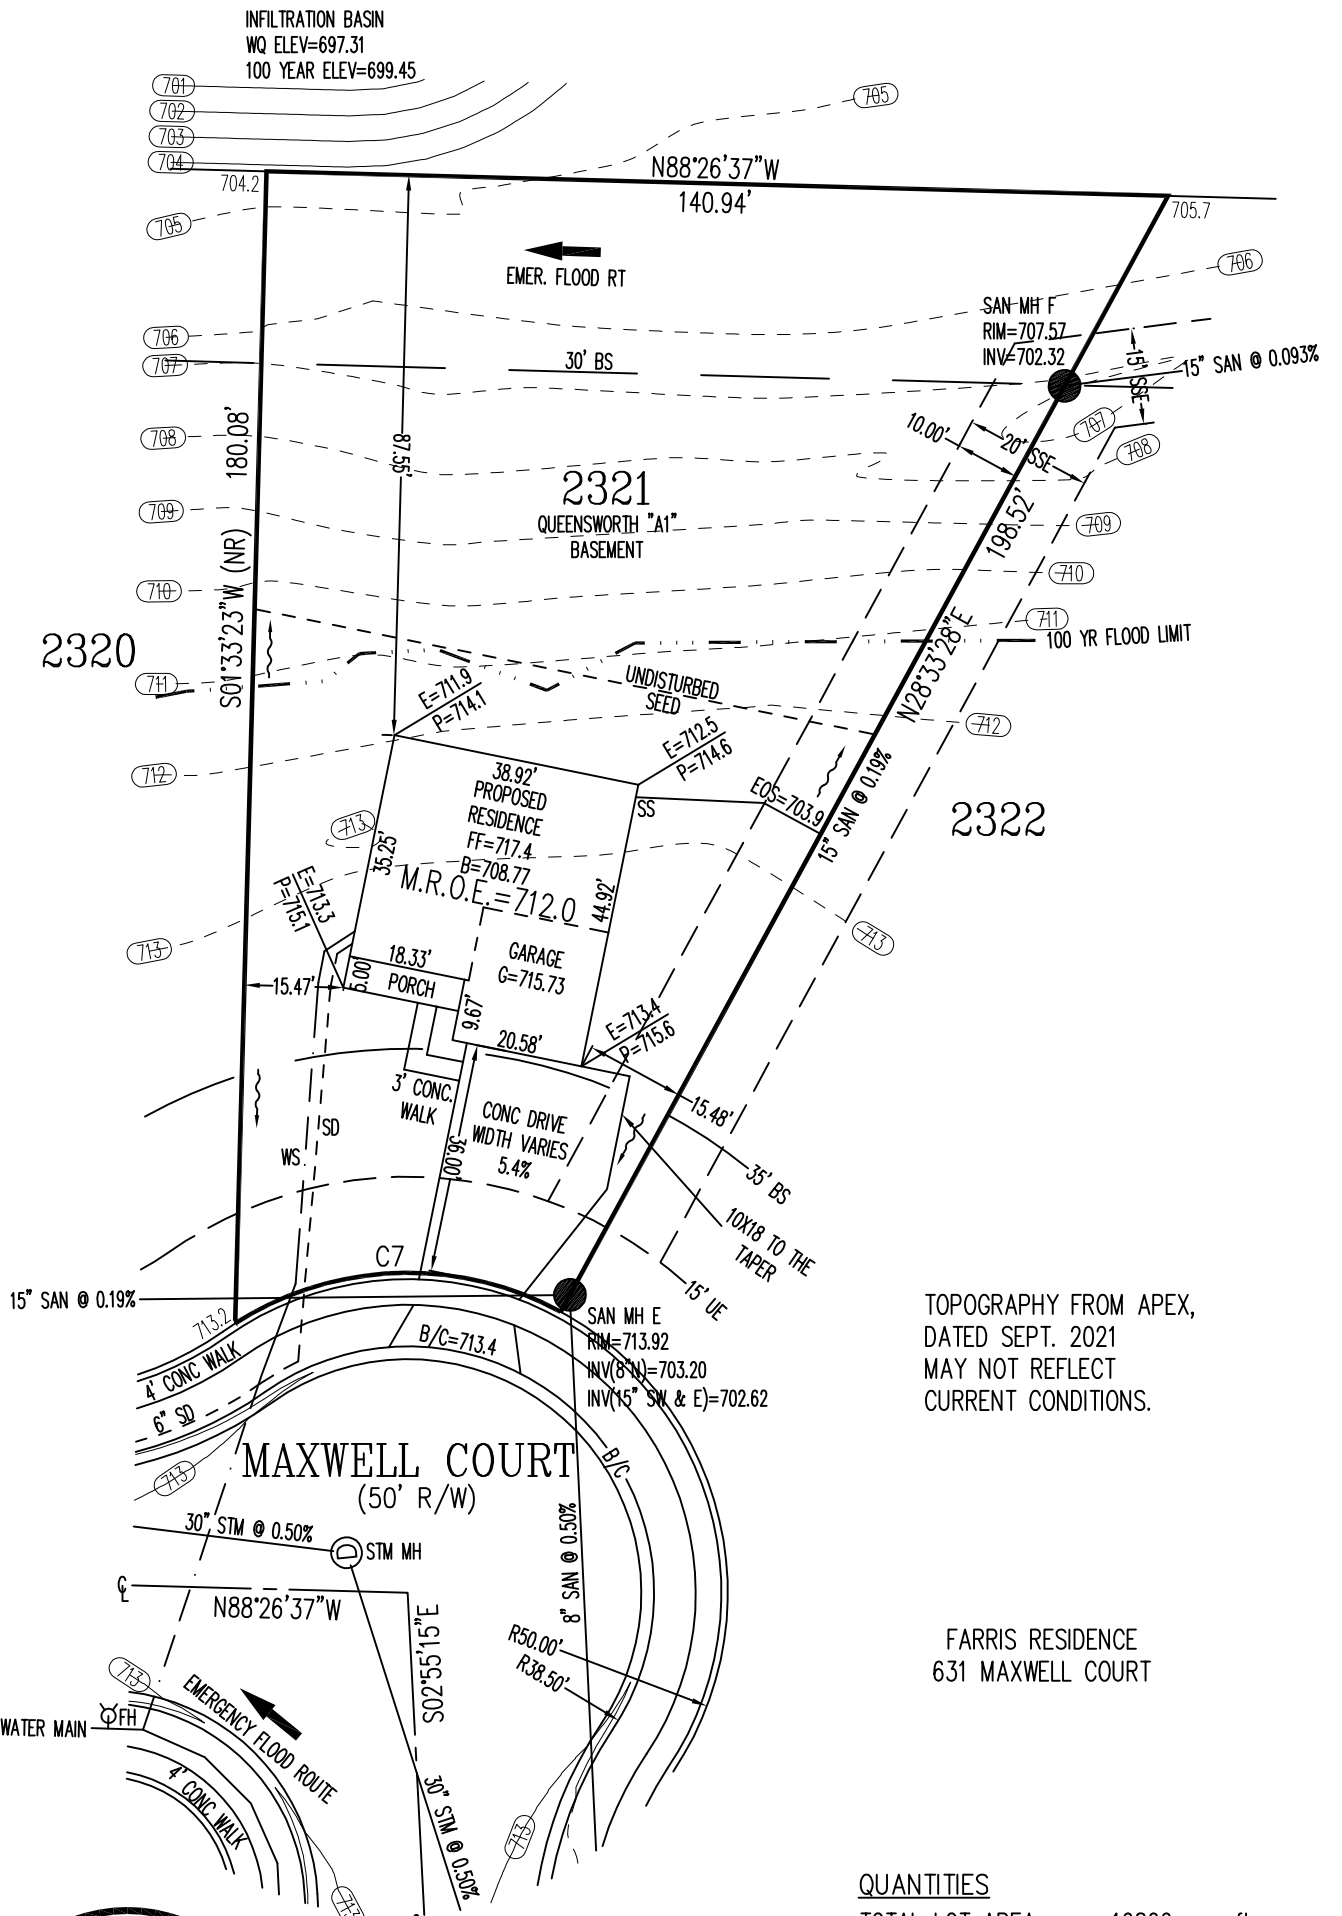 INFILTRATION BASIN
WQ ELEV=697.31
100 YEAR ELEV=699.45
701
702
703
704
705
N88°26'37"W
140.94'
704.2
705.7
705
EMER. FLOOD RT
706
SAN MH F
RIM=707.57
INV=702.32
706
707
30' BS
15" SSE
15" SAN @ 0.093%
180.08'
87.55'
10.00'
20' SSE
707
708
708
2321
QUEENSWORTH "A1"
BASEMENT
198.52'
709
709
S01°33'23"W (NR)
710
710
N28°33'28"E
711
100 YR FLOOD LIMIT
2320
711
UNDISTURBED
SEED
E=711.9
P=714.1
E=712.5
P=714.6
712
712
38.92'
PROPOSED
RESIDENCE
FF=717.4
B=708.77
M.R.O.E.=712.0
SS
EOS=703.9
15" SAN @ 0.19%
2322
713
35.25'
44.92'
E=713.3
P=715.1
713
713
18.33'
PORCH
5.00'
GARAGE
G=715.73
15.47'
9.67'
20.58'
E=713.4
P=715.6
3' CONC.
WALK
CONC DRIVE
WIDTH VARIES
5.4%
36.00'
15.48'
SD
WS
35' BS
10X18 TO THE
TAPER
15' UE
C7
15" SAN @ 0.19%
713.2
SAN MH E
RIM=713.92
INV(8"N)=703.20
INV(15" SW & E)=702.62
B/C=713.4
4' CONC WALK
6" SD
TOPOGRAPHY FROM APEX,
DATED SEPT. 2021
MAY NOT REFLECT
CURRENT CONDITIONS.
713
MAXWELL COURT
(50' R/W)
B/C
30" STM @ 0.50%
STM MH
8" SAN @ 0.50%
N88°26'37"W
S02°55'15"E
R50.00'
R38.50'
FARRIS RESIDENCE
631 MAXWELL COURT
713
EMERGENCY FLOOD ROUTE
WATER MAIN
FH
4' CONC WALK
30" STM @ 0.50%
713
713
QUANTITIES